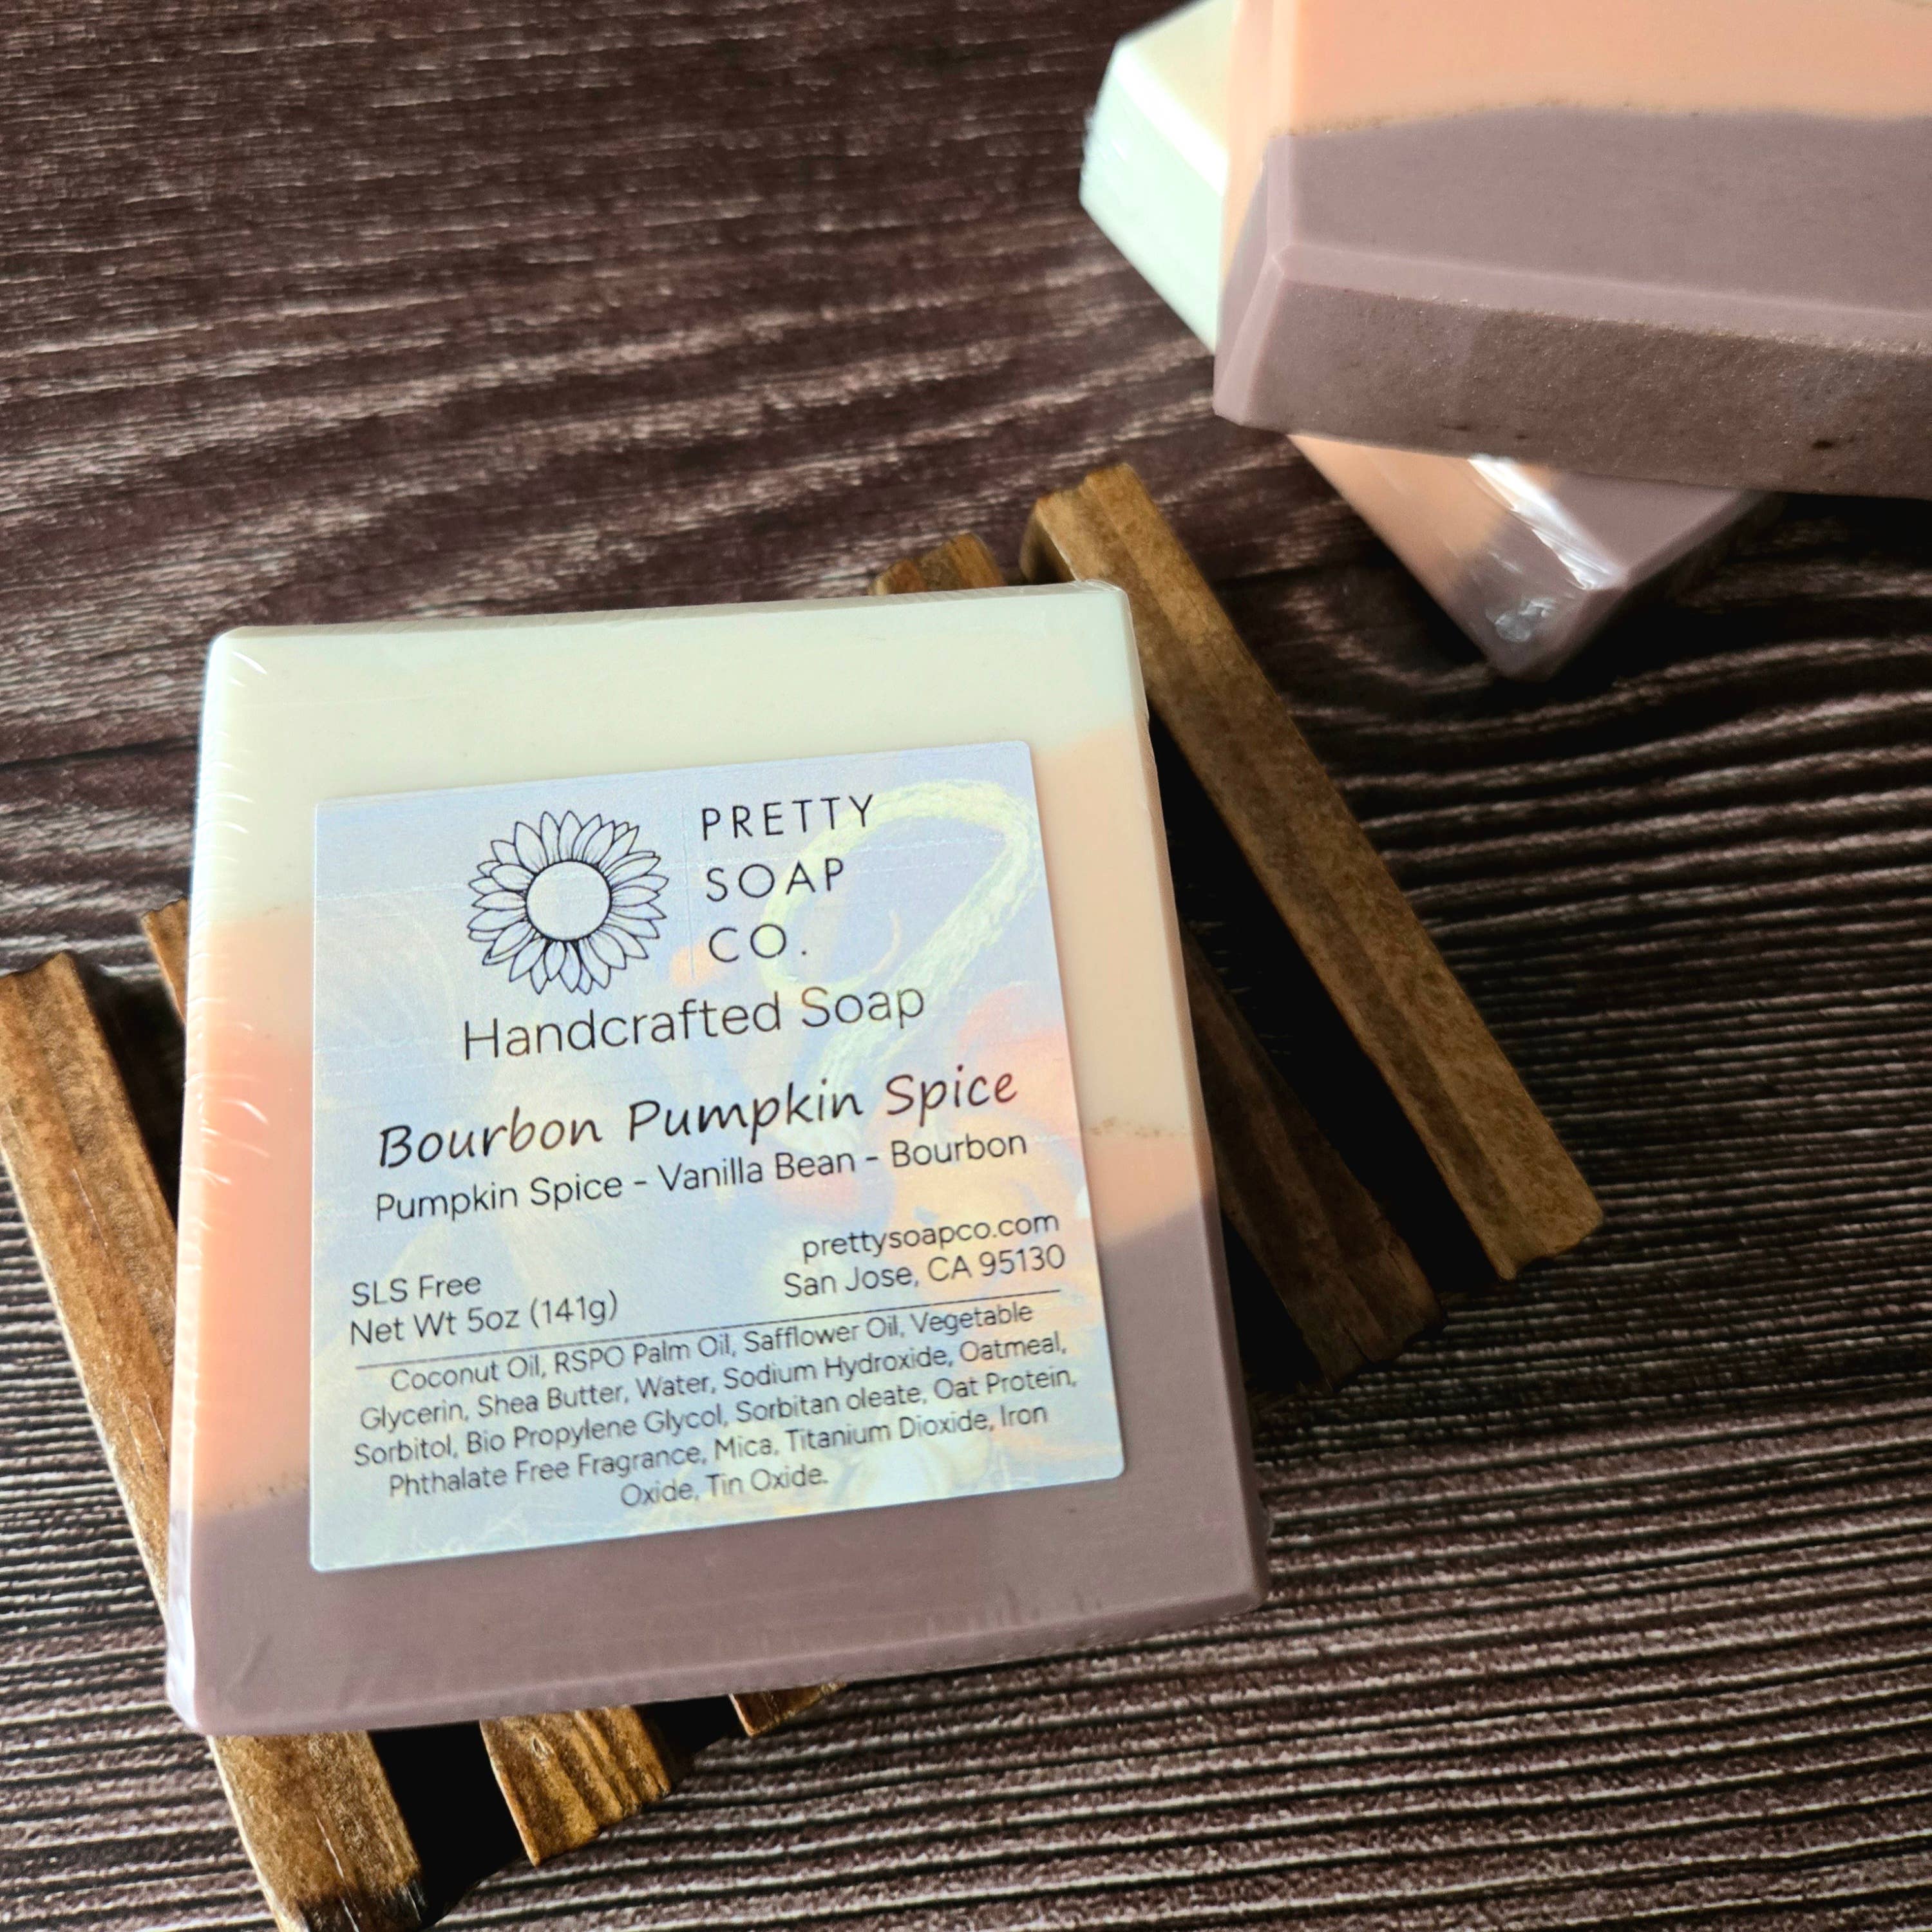 PRETTY
SOAP
CO.
Handcrafted Soap
Bourbon Pumpkin Spice
Pumpkin Spice - Vanilla Bean - Bourbon
SLS Free
Net Wt 5oz (141g)
prettysoapco.com
San Jose, CA 95130
Coconut Oil, RSPO Palm Oil, Safflower Oil, Vegetable
Glycerin, Shea Butter, Water, Sodium Hydroxide, Oatmeal,
Sorbitol, Bio Propylene Glycol, Sorbitan oleate, Oat Protein,
Phthalate Free Fragrance, Mica, Titanium Dioxide, Iron
Oxide, Tin Oxide.